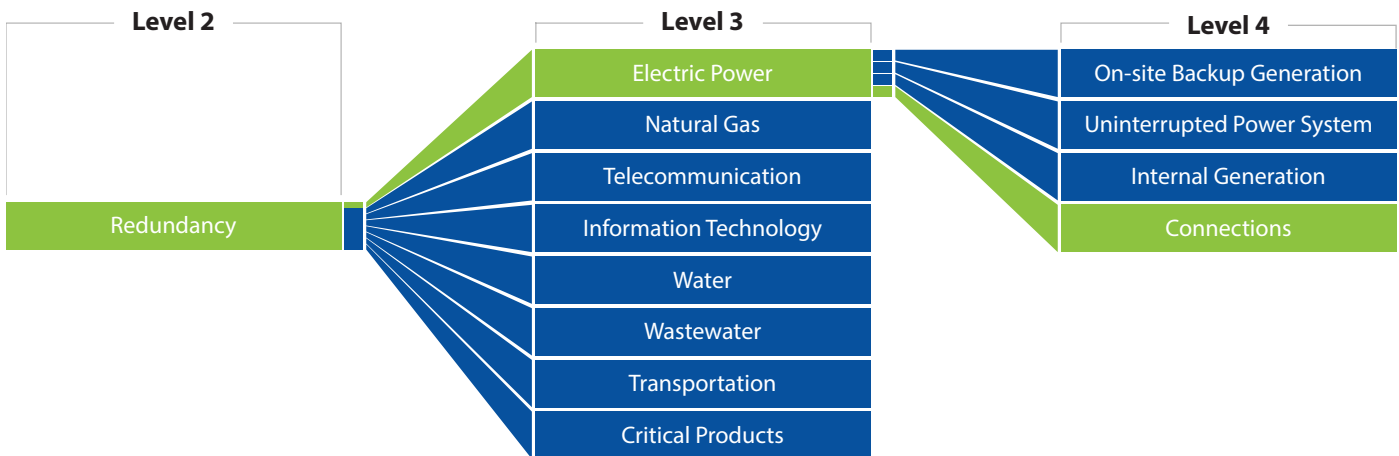 Level 2
Level 3
Level 4
Redundancy
Electric Power
Natural Gas
Telecommunication
Information Technology
Water
Wastewater
Transportation
Critical Products
On-site Backup Generation
Uninterrupted Power System
Internal Generation
Connections